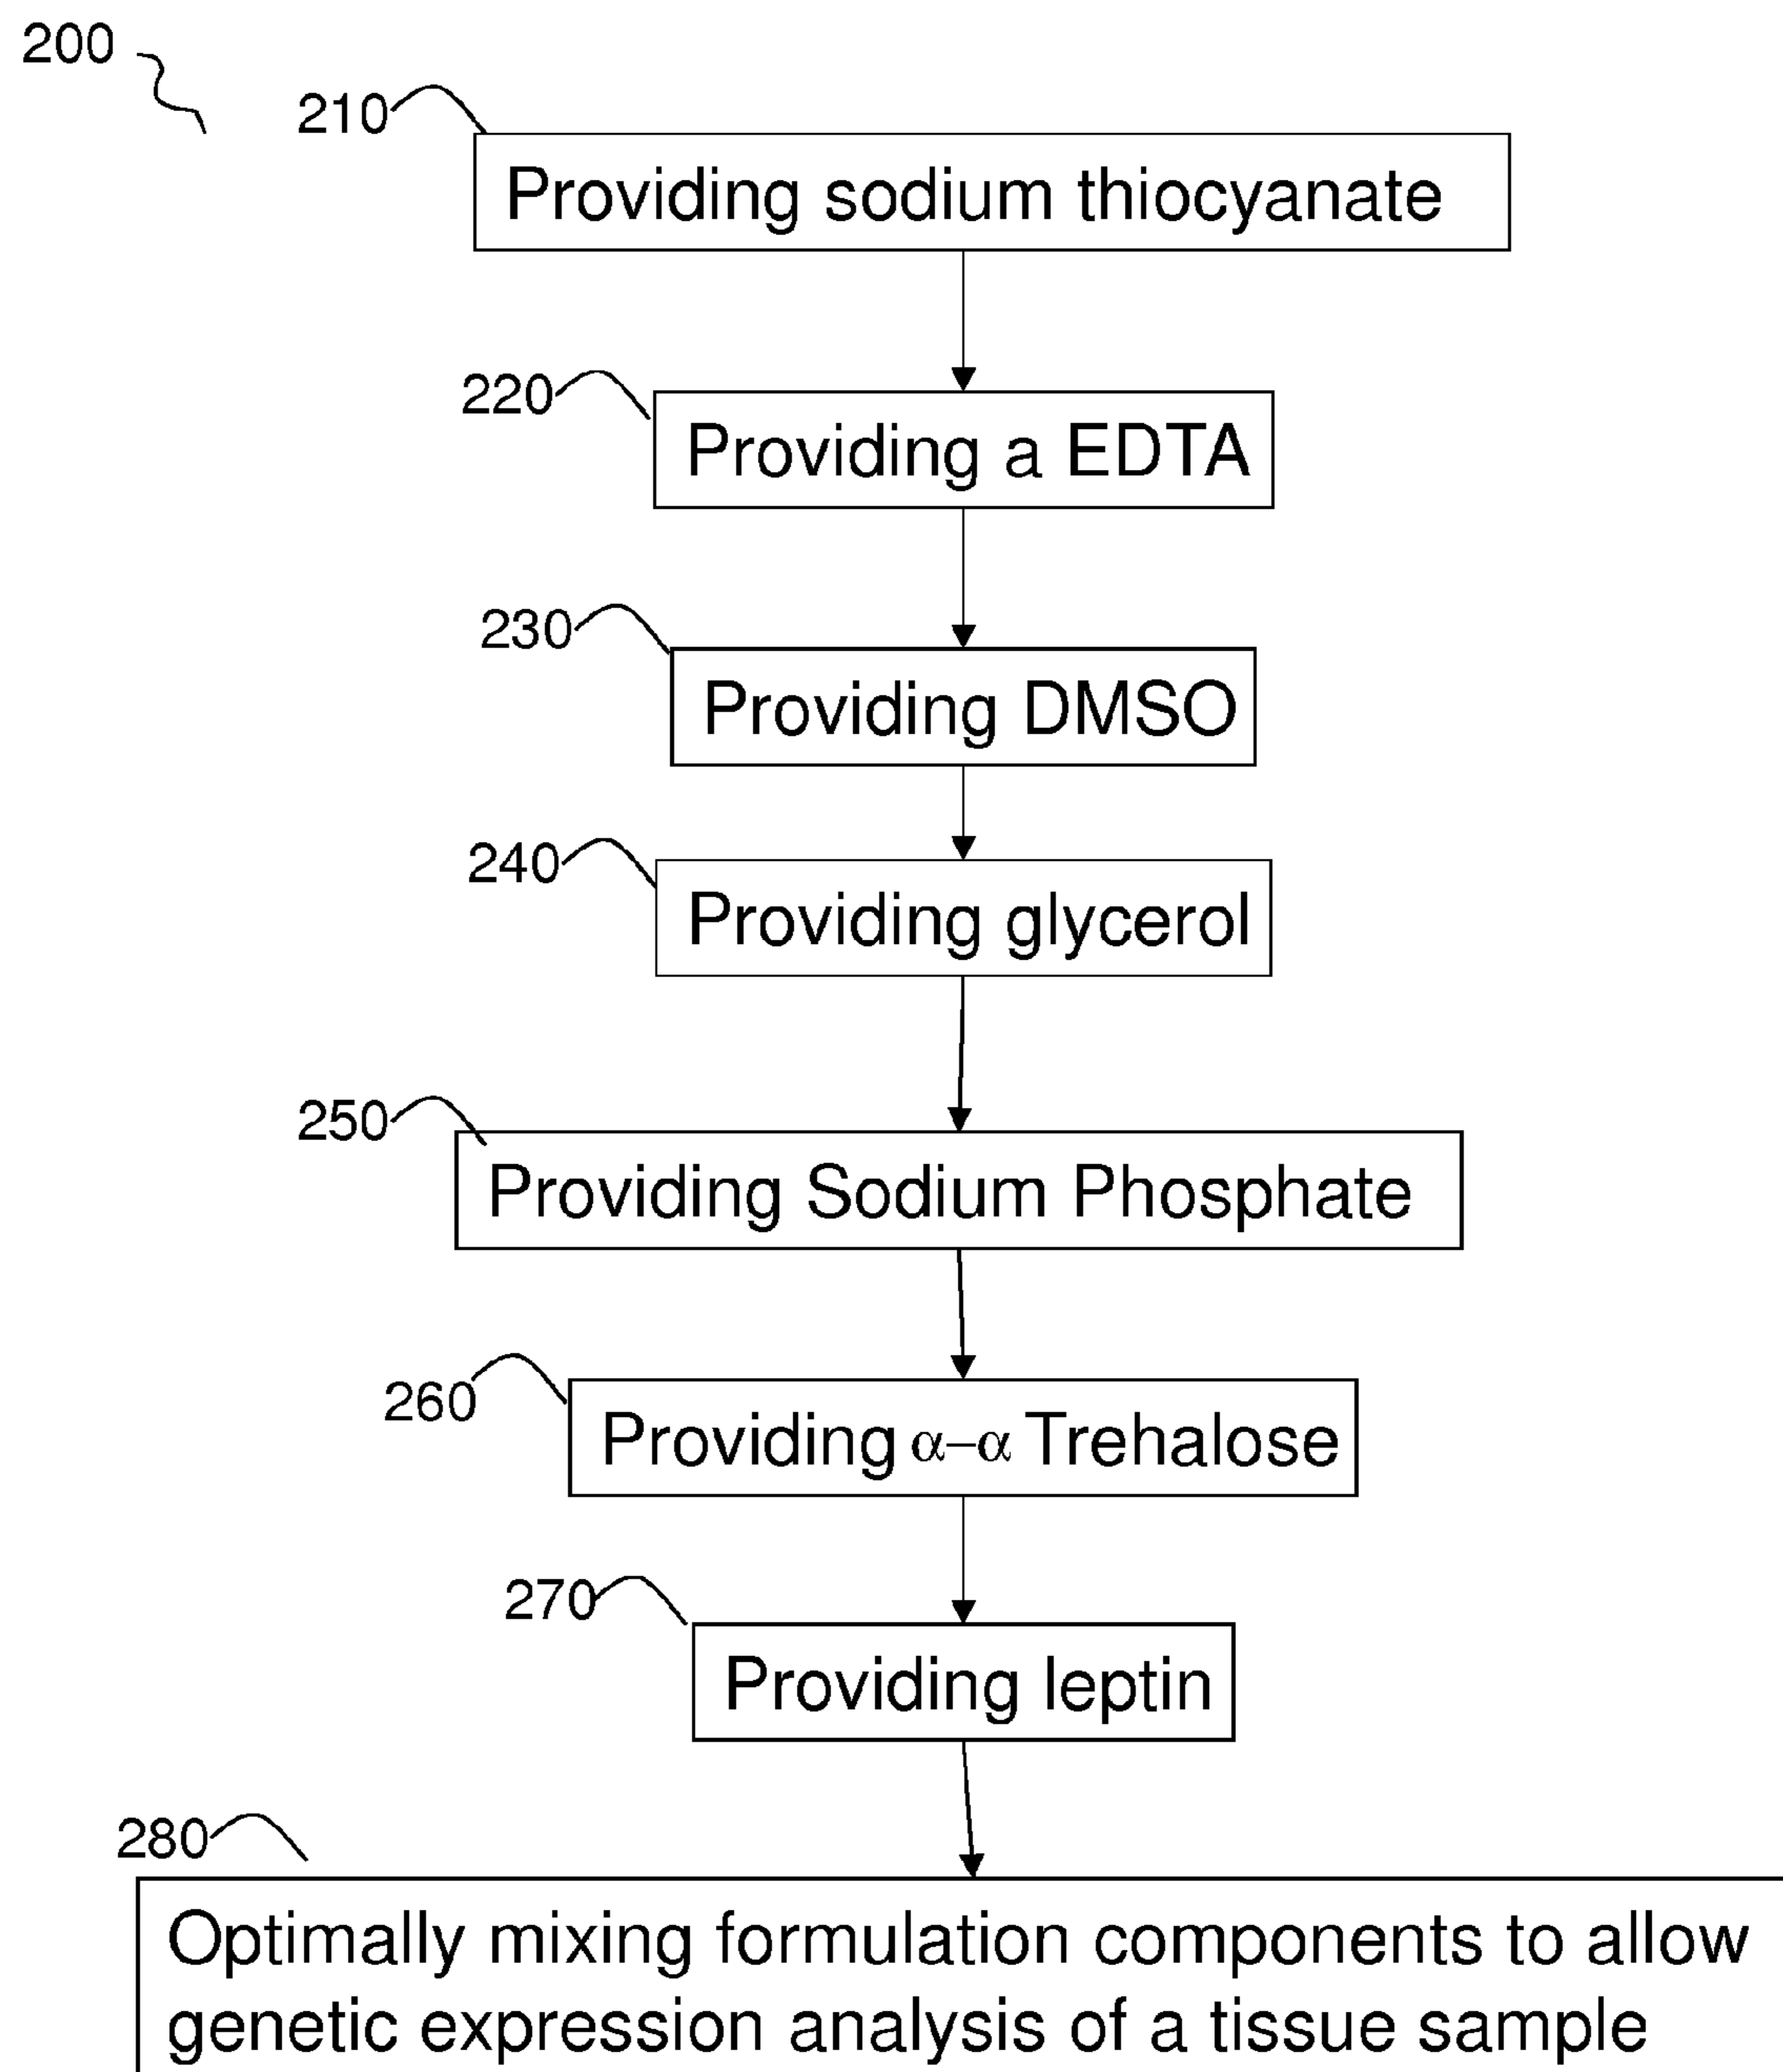 200
210
Providing sodium thiocyanate
220
Providing a EDTA
230
Providing DMSO
240
Providing glycerol
250
Providing Sodium Phosphate
260
Providing α–α Trehalose
270
Providing leptin
280
Optimally mixing formulation components to allow
genetic expression analysis of a tissue sample